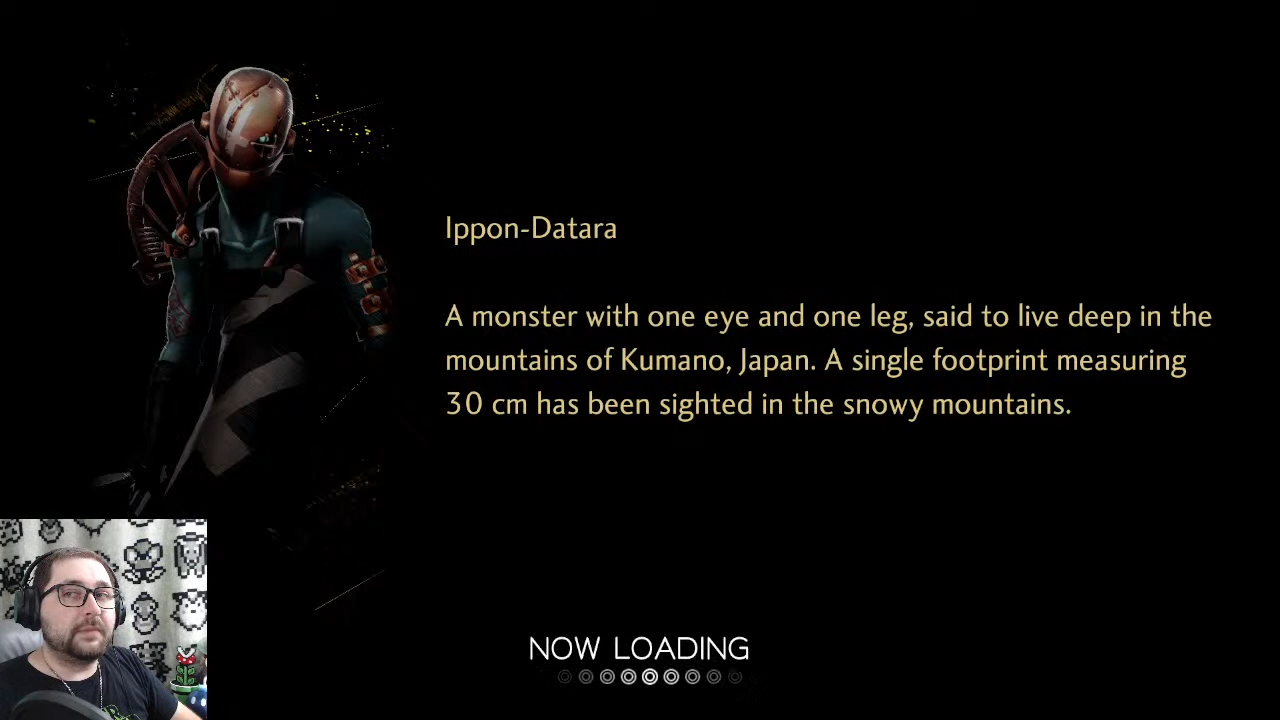 Ippon-Datara
A monster with one eye and one leg, said to live deep in the
mountains of Kumano, Japan. A single footprint measuring
30 cm has been sighted in the snowy mountains.
NOW LOADING